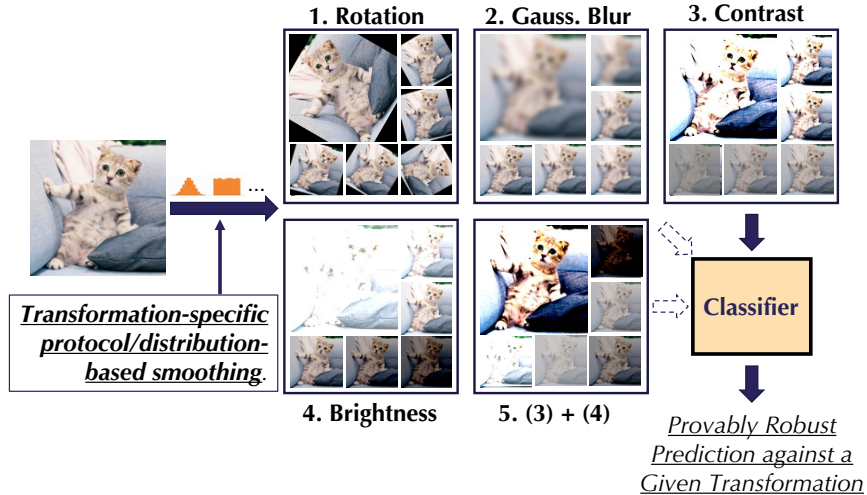 1. Rotation
2. Gauss. Blur
3. Contrast
...
Transformation-specific
protocol/distribution-
based smoothing.
4. Brightness
5. (3) + (4)
Classifier
Provably Robust
Prediction against a
Given Transformation